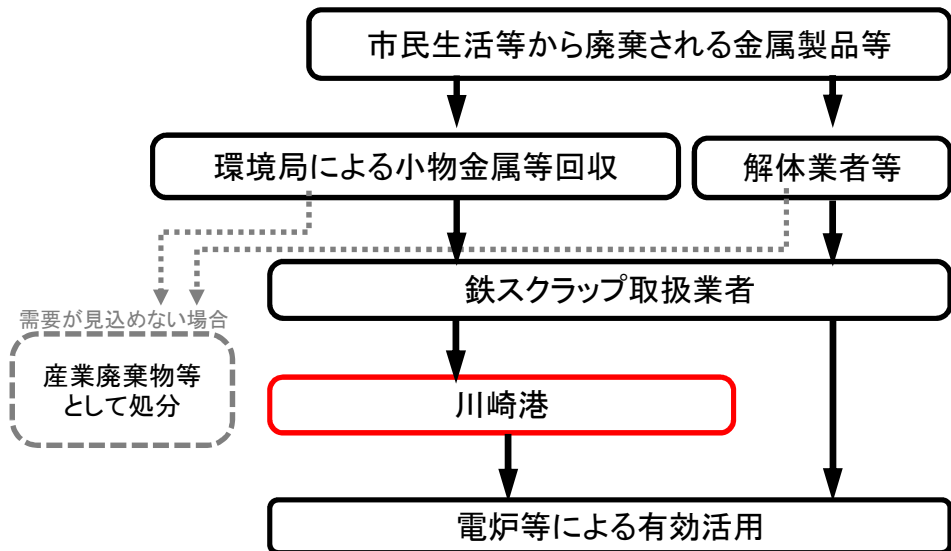 市民生活等から廃棄される金属製品等
環境局による小物金属等回収
解体業者等
鉄スクラップ取扱業者
需要が見込めない場合
産業廃棄物等
として処分
川崎港
電炉等による有効活用